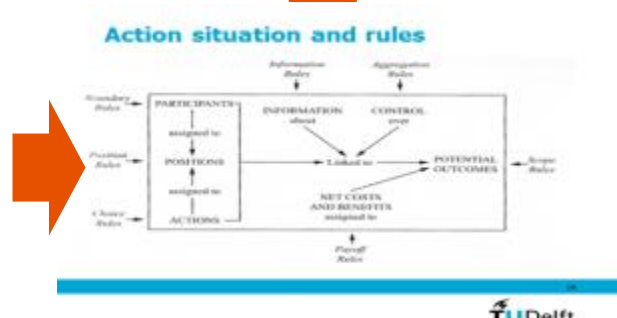 Action situation and rules
Information Rules
Aggregation Rules
Boundary Rules
PARTICIPANTS
assigned to
Position Rules
POSITIONS
assigned to
Choice Rules
ACTIONS
INFORMATION
about
CONTROL
over
Linked to
POTENTIAL
OUTCOMES
Scope Rules
NET COSTS
AND BENEFITS
assigned to
Payoff
Rules
TUDelft